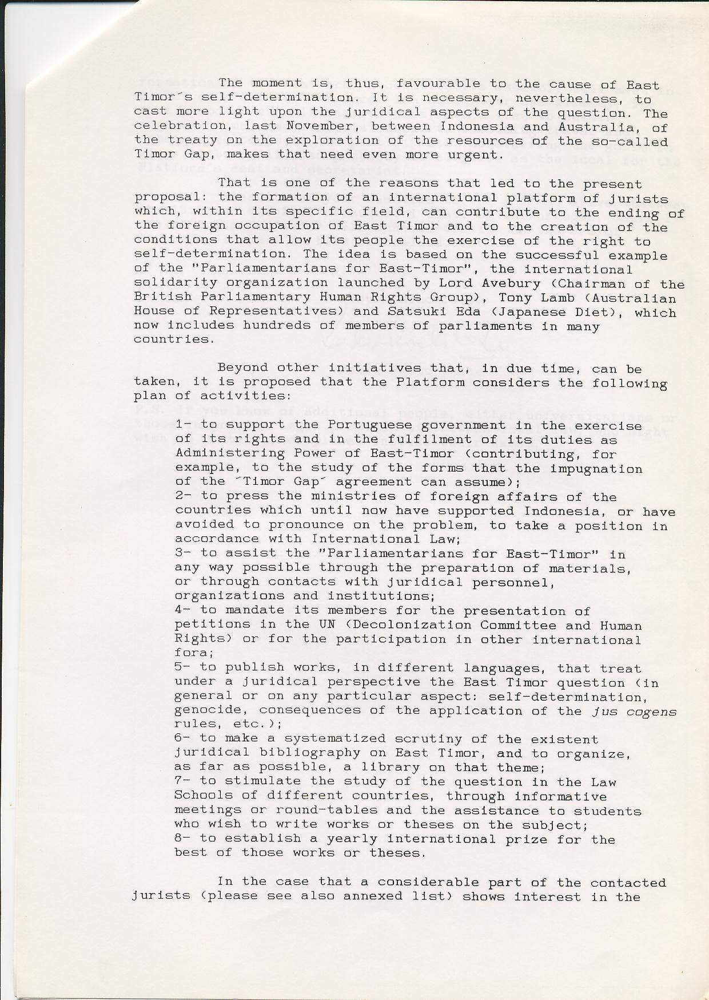 The moment is, thus, favourable to the cause of East
Timor´s self-determination. It is necessary, nevertheless, to
cast more light upon the juridical aspects of the question. The
celebration, last November, between Indonesia and Australia, of
the treaty on the exploration of the resources of the so-called
Timor Gap, makes that need even more urgent.
That is one of the reasons that led to the present
proposal: the formation of an international platform of jurists
which, within its specific field, can contribute to the ending of
the foreign occupation of East Timor and to the creation of the
conditions that allow its people the exercise of the right to
self-determination. The idea is based on the successful example
of the "Parliamentarians for East-Timor", the international
solidarity organization launched by Lord Avebury (Chairman of the
British Parliamentary Human Rights Group), Tony Lamb (Australian
House of Representatives) and Satsuki Eda (Japanese Diet), which
now includes hundreds of members of parliaments in many
countries.
Beyond other initiatives that, in due time, can be
taken, it is proposed that the Platform considers the following
plan of activities:
1- to support the Portuguese government in the exercise
of its rights and in the fulfilment of its duties as
Administering Power of East-Timor (contributing, for
example, to the study of the forms that the impugnation
of the ´Timor Gap´ agreement can assume);
2- to press the ministries of foreign affairs of the
countries which until now have supported Indonesia, or have
avoided to pronounce on the problem, to take a position in
accordance with International Law;
3- to assist the "Parliamentarians for East-Timor" in
any way possible through the preparation of materials,
or through contacts with juridical personnel,
organizations and institutions;
4- to mandate its members for the presentation of
petitions in the UN (Decolonization Committee and Human
Rights) or for the participation in other international
fora;
5- to publish works, in different languages, that treat
under a juridical perspective the East Timor question (in
general or on any particular aspect: self-determination,
genocide, consequences of the application of the jus cogens
rules, etc.);
6- to make a systematized scrutiny of the existent
juridical bibliography on East Timor, and to organize,
as far as possible, a library on that theme;
7- to stimulate the study of the question in the Law
Schools of different countries, through informative
meetings or round-tables and the assistance to students
who wish to write works or theses on the subject;
8- to establish a yearly international prize for the
best of those works or theses.
In the case that a considerable part of the contacted
jurists (please see also annexed list) shows interest in the